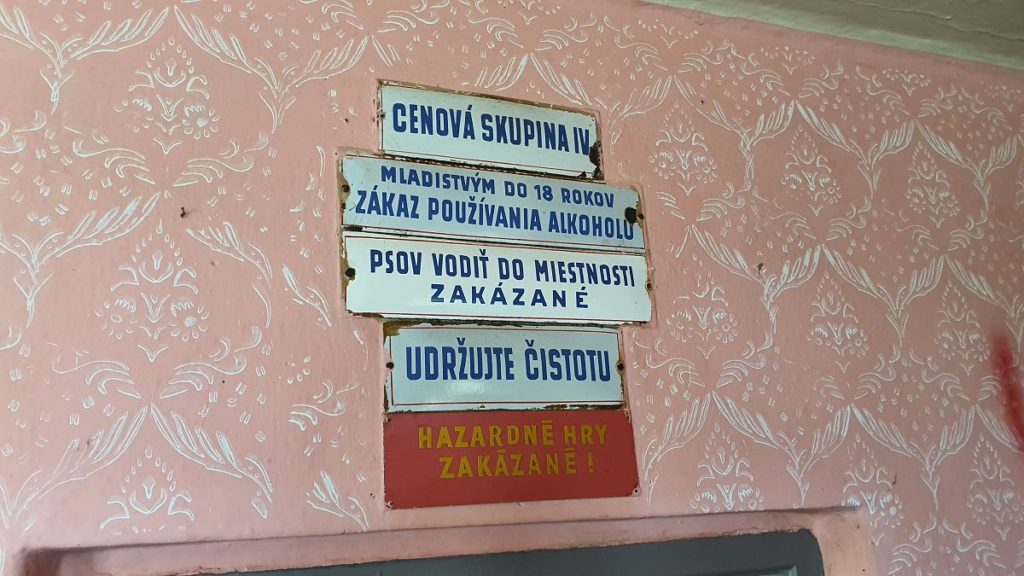 CENOVÁ SKUPINA IV.
MLADISTVÝM DO 18 ROKOV
ZÁKAZ POUŽÍVANIA ALKOHOLU
PSOV VODIŤ DO MIESTNOSTI
ZAKÁZANÉ
UDRŽUJTE ČISTOTU
HAZARDNÉ HRY
ZAKÁZANÉ !